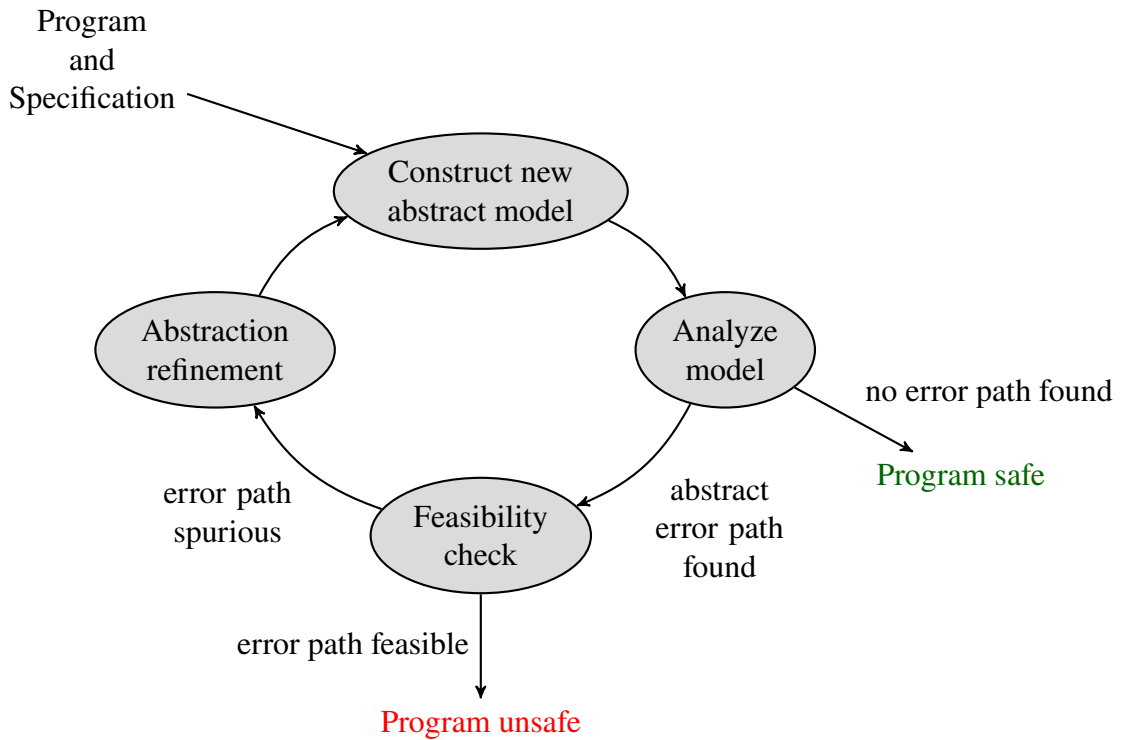 Program
and
Specification
Construct new
abstract model
Abstraction
refinement
Analyze
model
no error path found
Program safe
error path
spurious
Feasibility
check
abstract
error path
found
error path feasible
Program unsafe